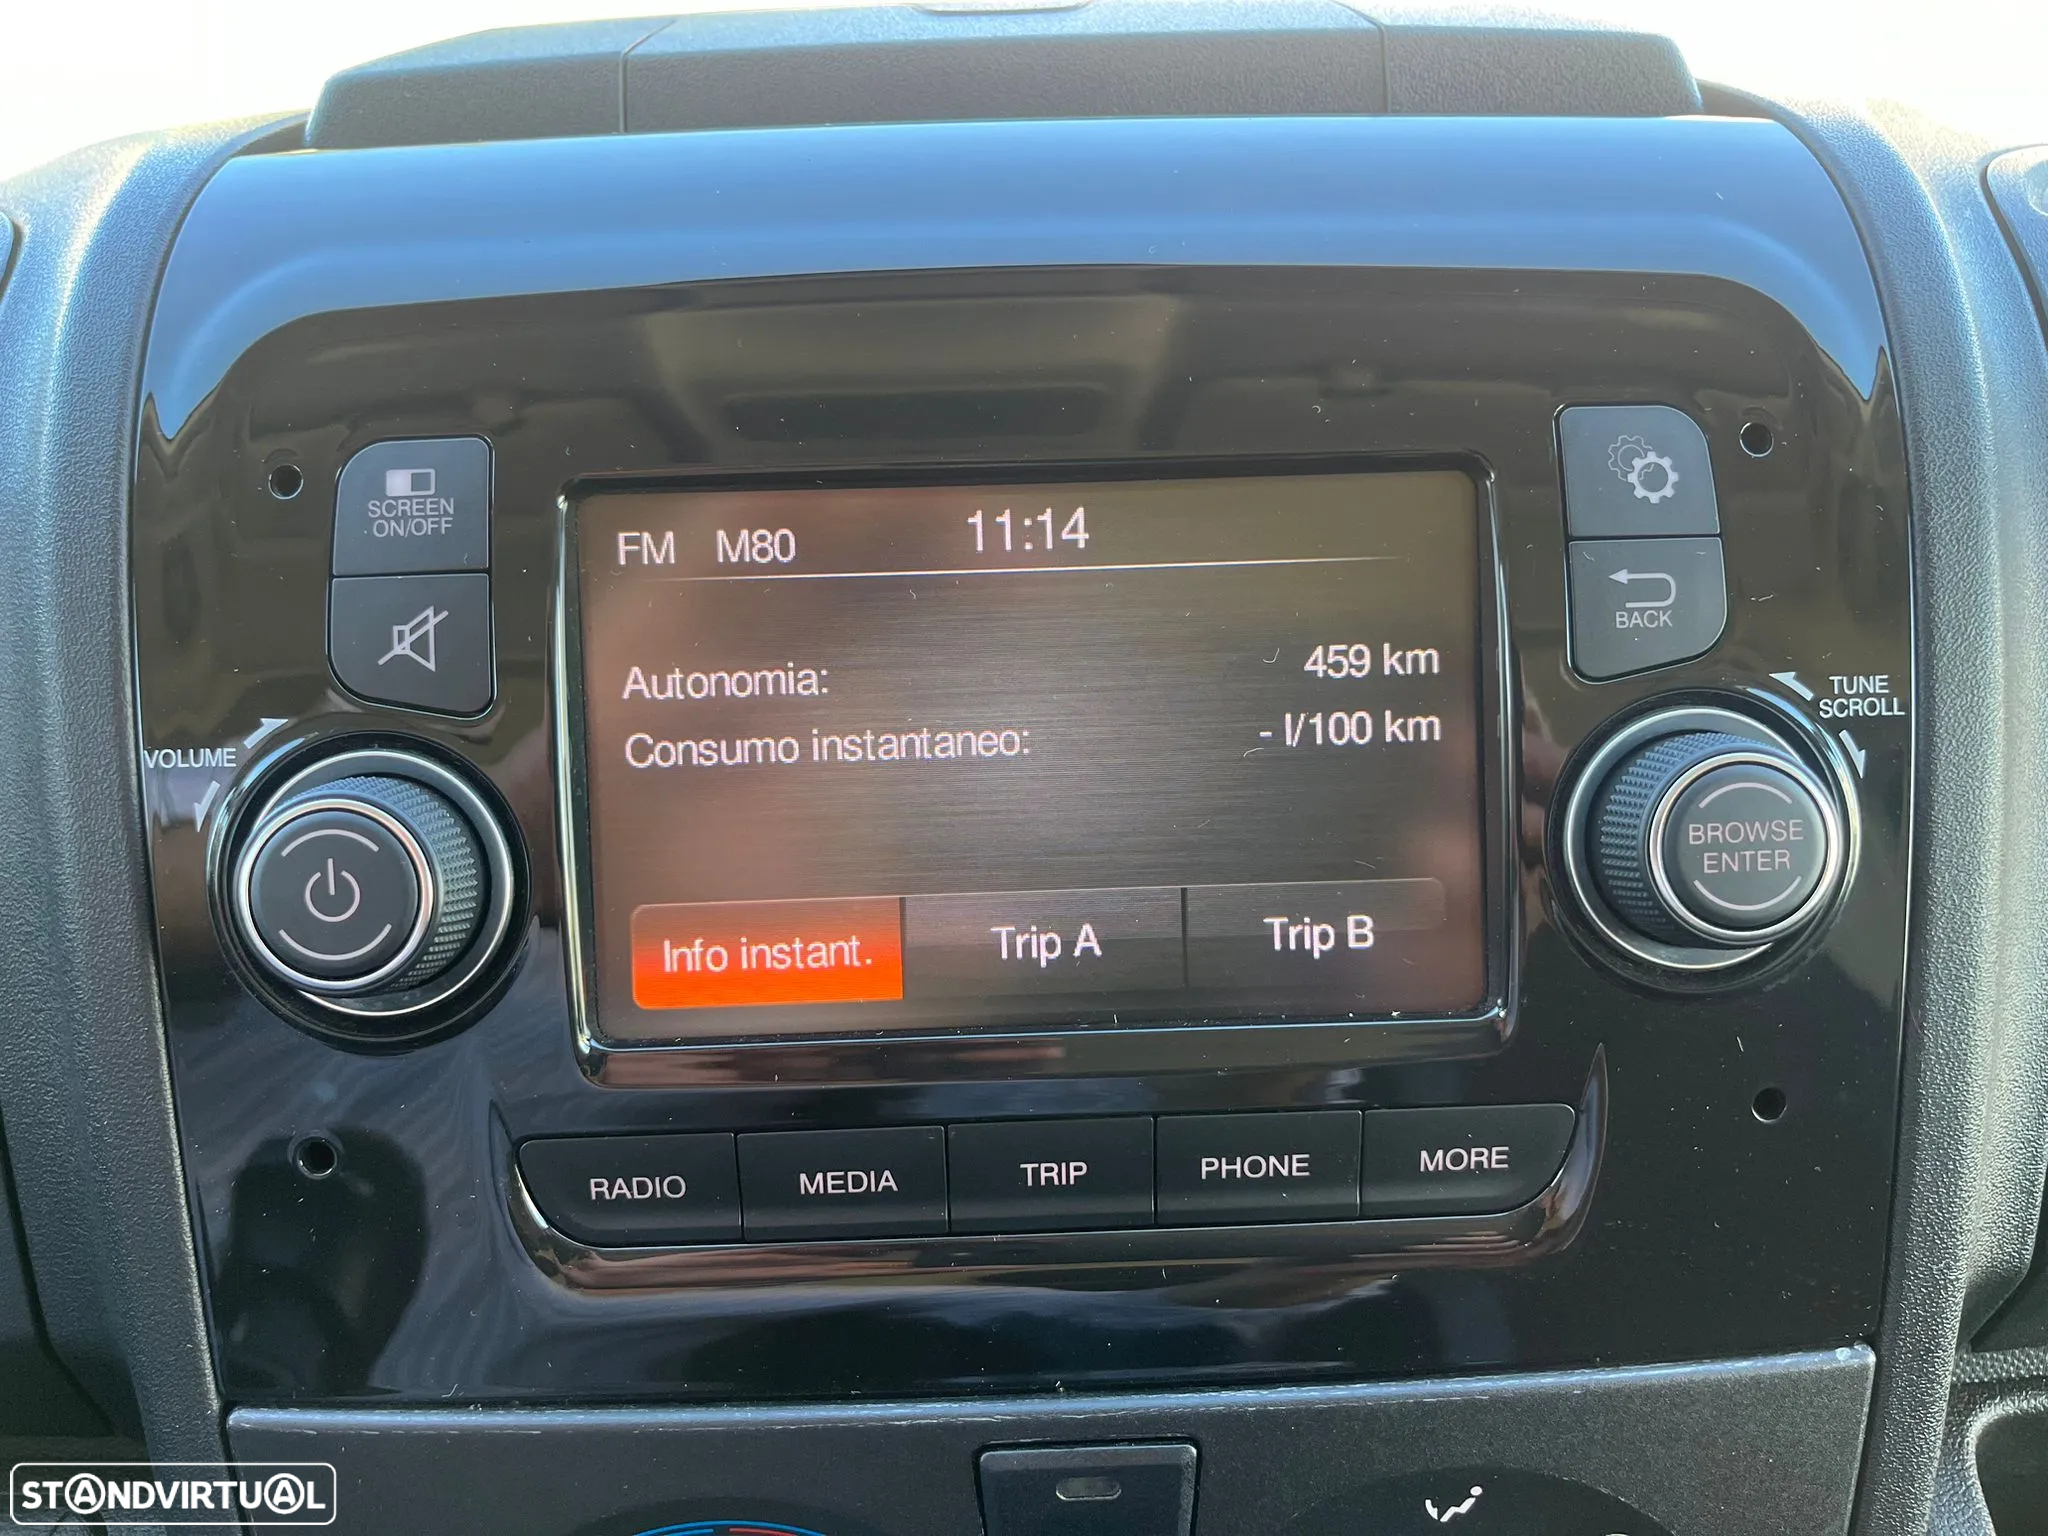 SCREEN
ON/OFF
FM M80 11:14
BACK
Autonomia: 459 km
Consumo instantaneo: - l/100 km
VOLUME
TUNE
SCROLL
BROWSE
ENTER
Info instant. Trip A Trip B
RADIO MEDIA TRIP PHONE MORE
STANDVIRTUAL